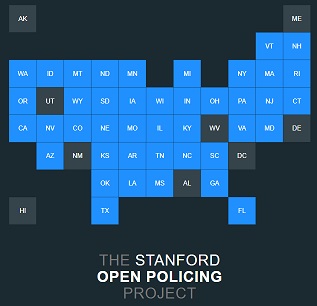 AK ME
VT NH
WA ID MT ND MN MI NY MA RI
OR UT WY SD IA WI IN OH PA NJ CT
CA NV CO NE MO IL KY WV VA MD DE
AZ NM KS AR TN NC SC DC
OK LA MS AL GA
HI TX FL
THE STANFORD
OPEN POLICING
PROJECT